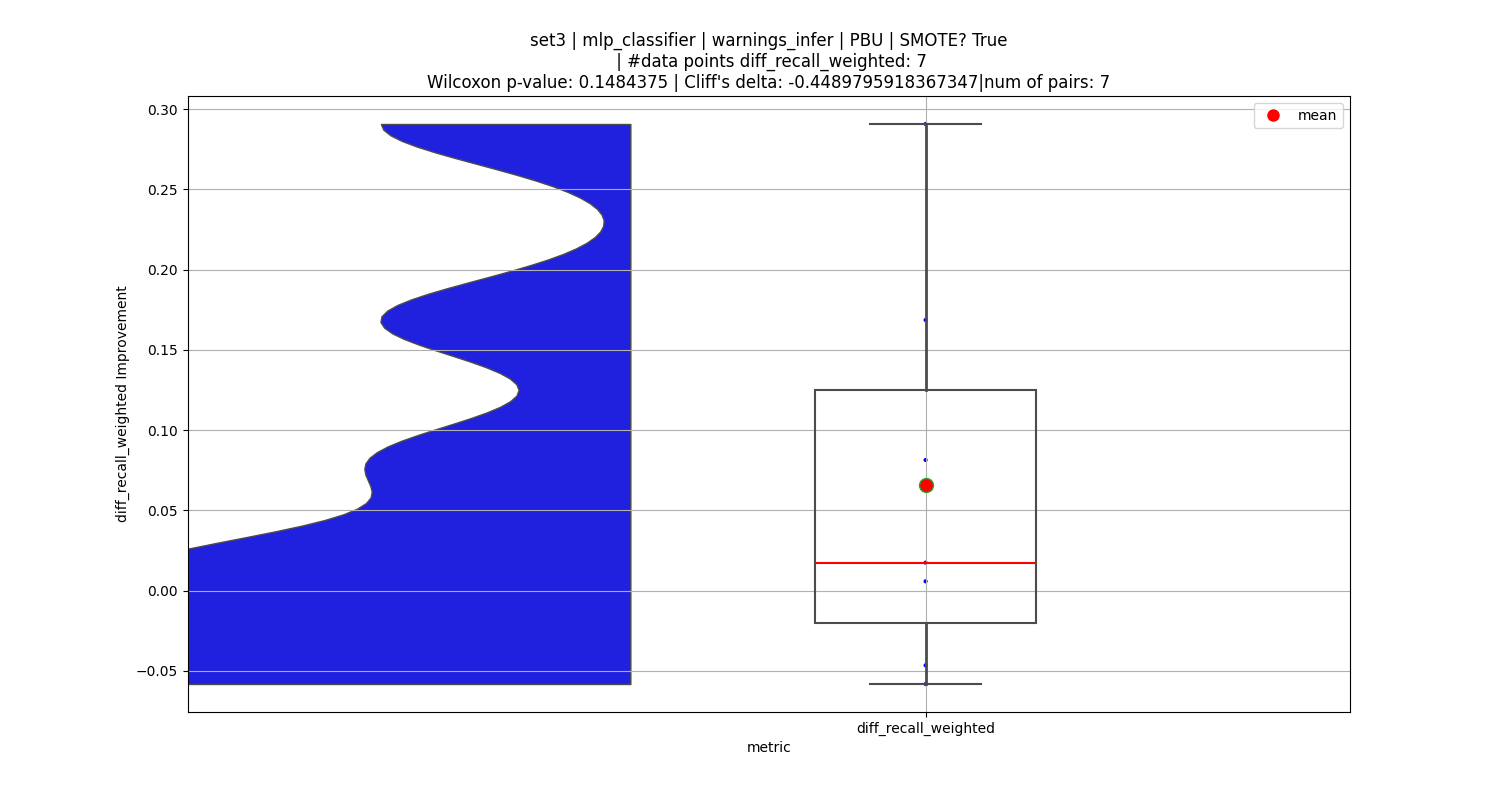 set3 | mlp_classifier | warnings_infer | PBU | SMOTE? True
| #data points diff_recall_weighted: 7
Wilcoxon p-value: 0.1484375 | Cliff's delta: -0.4489795918367347|num of pairs: 7
mean
0.30
0.25
0.20
0.15
0.10
0.05
0.00
−0.05
diff_recall_weighted Improvement
diff_recall_weighted
metric